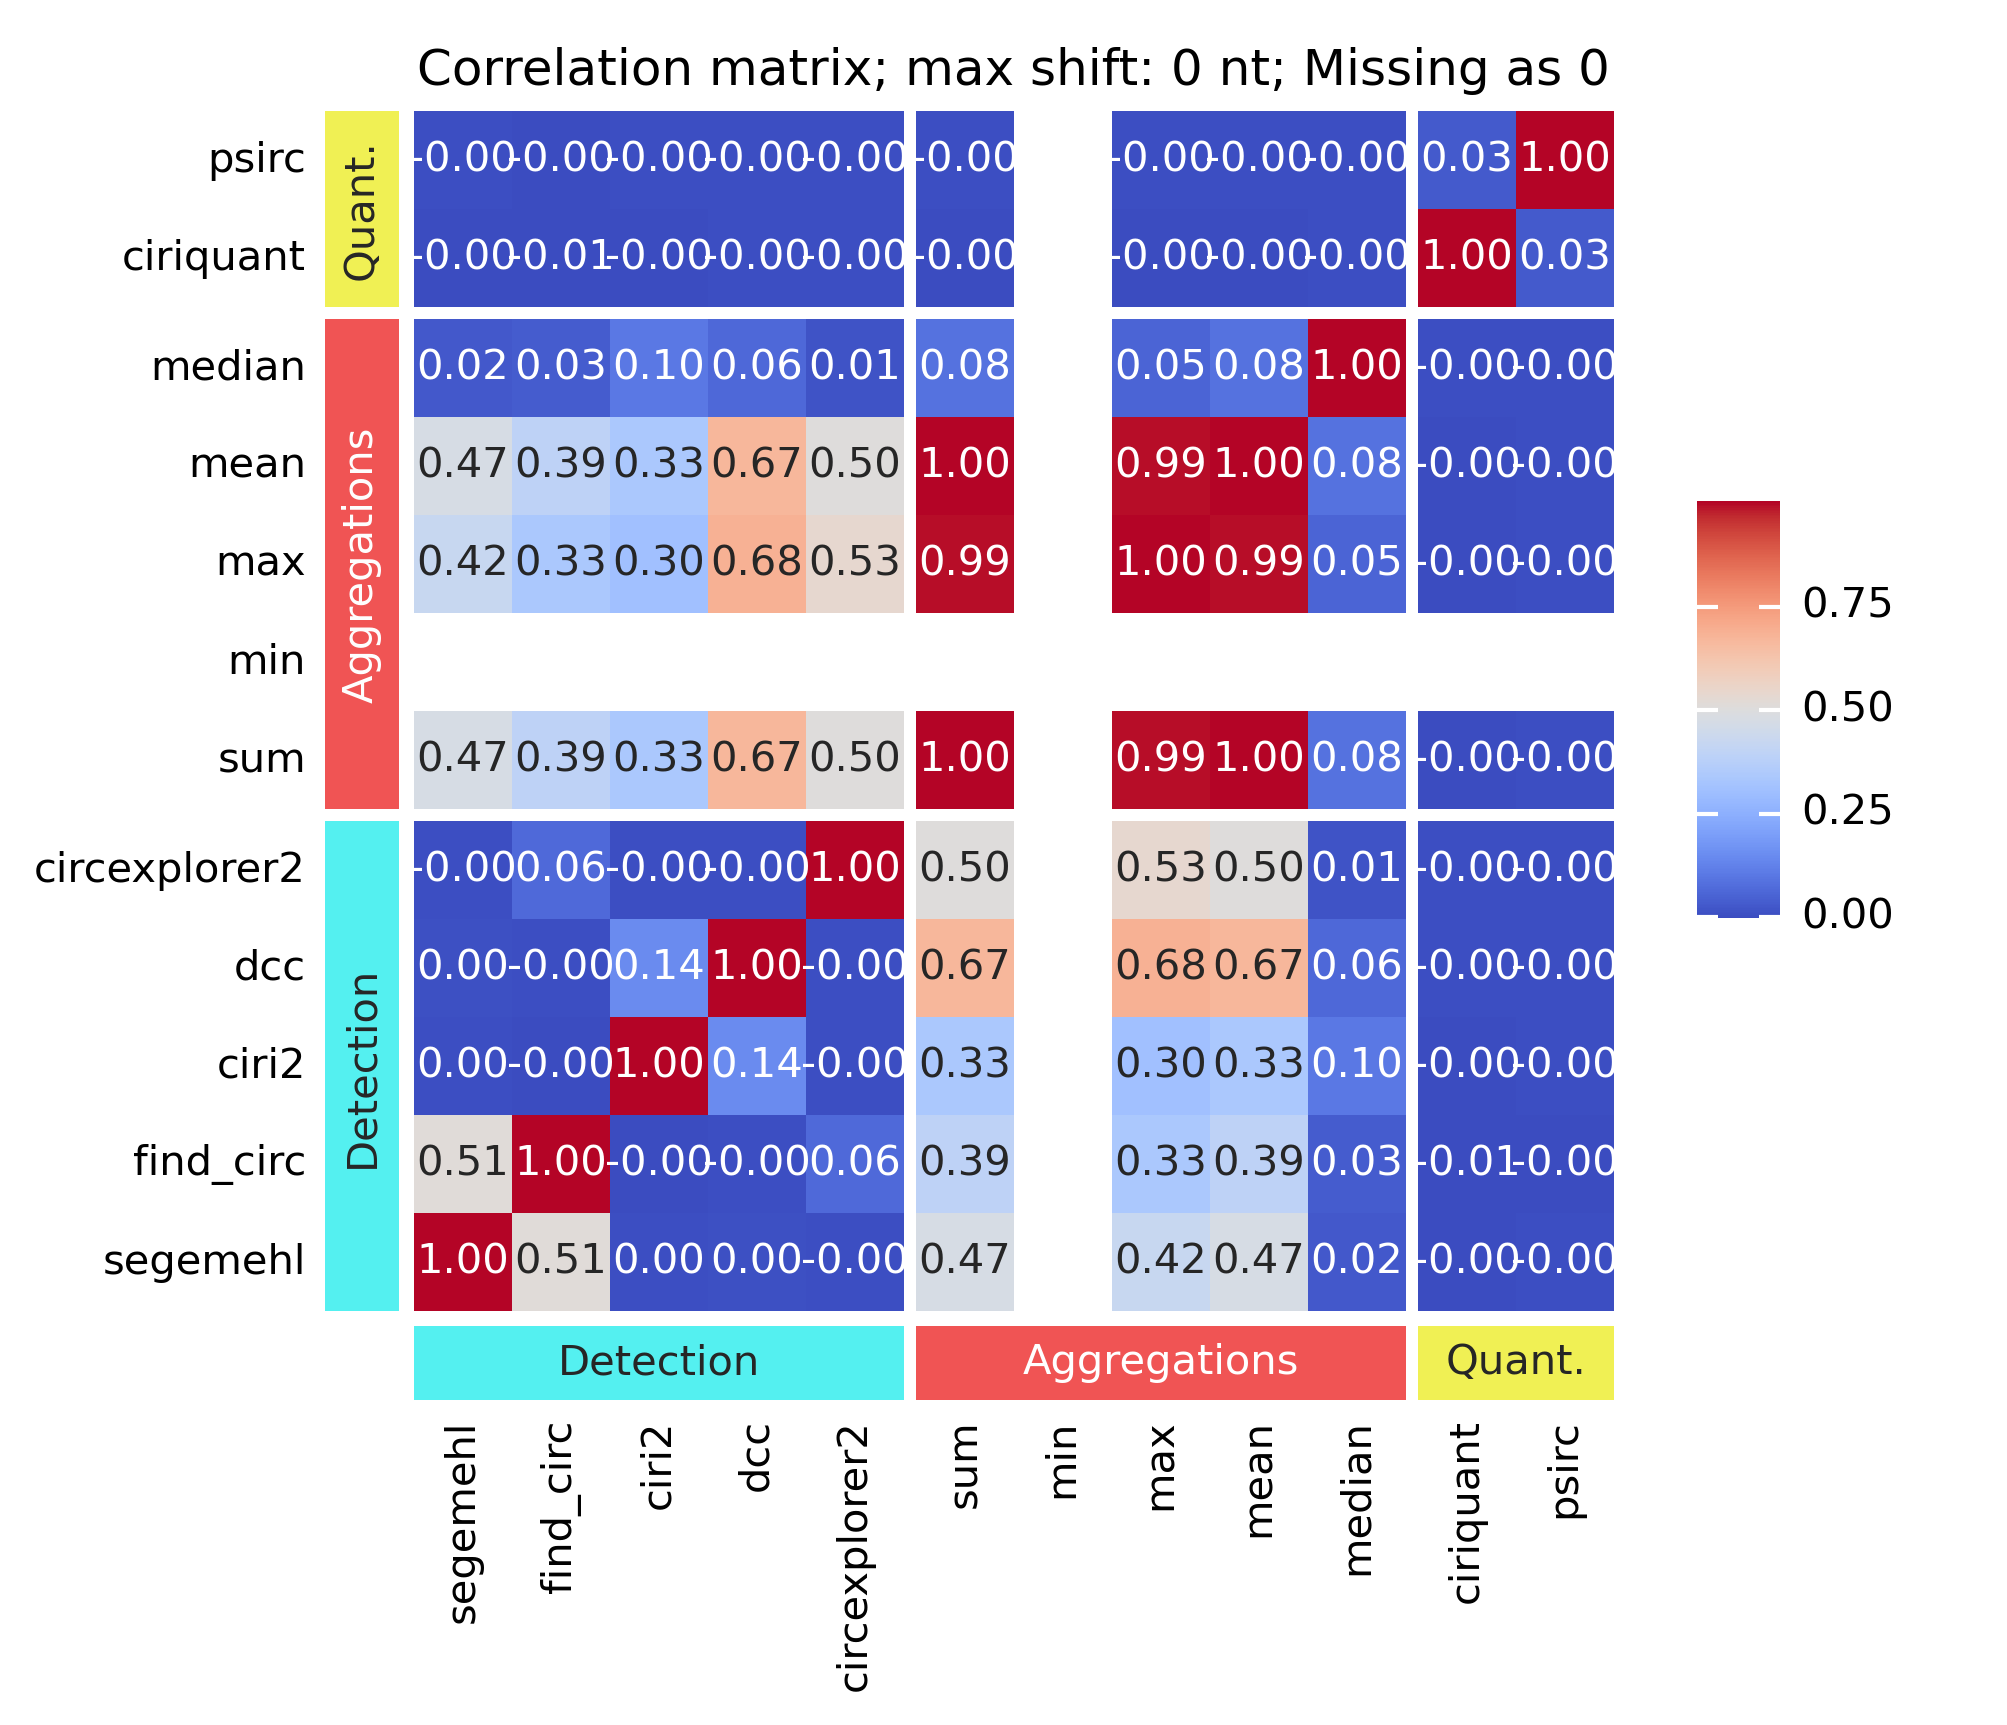 Correlation matrix; max shift: 0 nt; Missing as 0
psirc
Quant.
-0.00 -0.00 -0.00 -0.00 -0.00 -0.00 -0.00 -0.00 -0.00 0.03 1.00
ciriquant
-0.00 -0.01 -0.00 -0.00 -0.00 -0.00 -0.00 -0.00 -0.00 1.00 0.03
Aggregations
median
0.02 0.03 0.10 0.06 0.01 0.08 0.05 0.08 1.00 -0.00 -0.00
mean
0.47 0.39 0.33 0.67 0.50 1.00 0.99 1.00 0.08 -0.00 -0.00
max
0.42 0.33 0.30 0.68 0.53 0.99 1.00 0.99 0.05 -0.00 -0.00
min
sum
0.47 0.39 0.33 0.67 0.50 1.00 0.99 1.00 0.08 -0.00 -0.00
Detection
circexplorer2
-0.00 0.06 -0.00 -0.00 1.00 0.50 0.53 0.50 0.01 -0.00 -0.00
dcc
0.00 -0.00 0.14 1.00 -0.00 0.67 0.68 0.67 0.06 -0.00 -0.00
ciri2
0.00 -0.00 1.00 0.14 -0.00 0.33 0.30 0.33 0.10 -0.00 -0.00
find_circ
0.51 1.00 -0.00 -0.00 0.06 0.39 0.33 0.39 0.03 -0.01 -0.00
segemehl
1.00 0.51 0.00 0.00 -0.00 0.47 0.42 0.47 0.02 -0.00 -0.00
Detection
Aggregations
Quant.
segemehl
find_circ
ciri2
dcc
circexplorer2
sum
min
max
mean
median
ciriquant
psirc
0.75
0.50
0.25
0.00